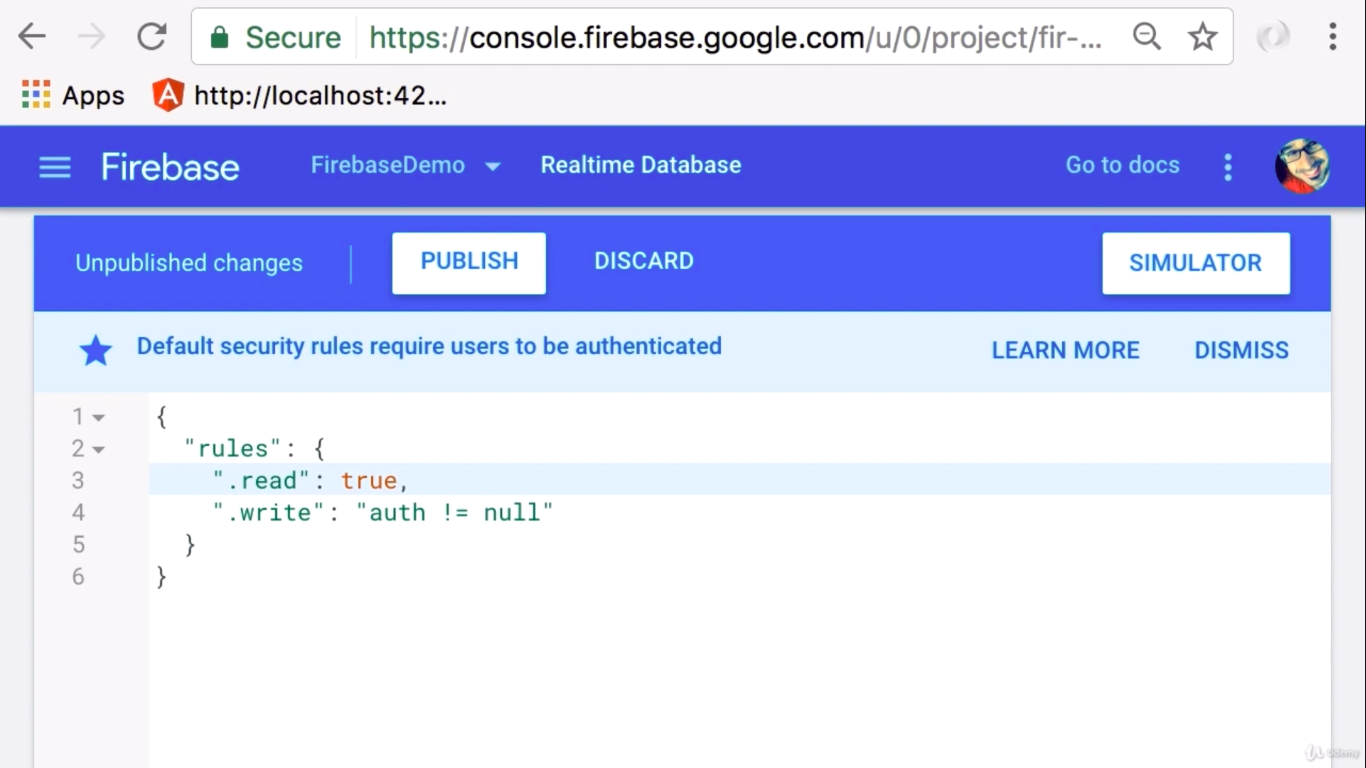 Secure https://console.firebase.google.com/u/0/project/fir-...
Apps http://localhost:42...
Firebase FirebaseDemo Realtime Database Go to docs
Unpublished changes PUBLISH DISCARD SIMULATOR
Default security rules require users to be authenticated LEARN MORE DISMISS
1 {
2 "rules": {
3 ".read": true,
4 ".write": "auth != null"
5 }
6 }
Udemy